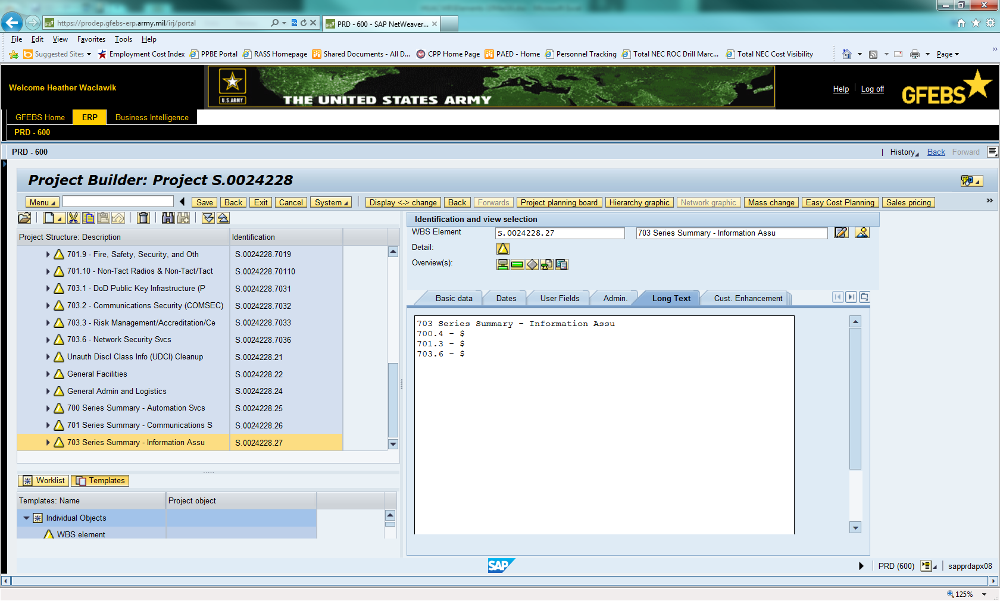 https://prodep.gfebs-erp.army.mil/irj/portal
PRD - 600 - SAP NetWeaver...
File Edit View Favorites Tools Help
Suggested Sites Employment Cost Index PPBE Portal RASS Homepage Shared Documents - All D... CPP Home Page PAED - Home Personnel Tracking Total NEC ROC Drill Marc... Total NEC Cost Visibility Page
Welcome Heather Waclawik
U.S.ARMY
THE UNITED STATES ARMY
Help Log off
GFEBS
GFEBS Home ERP Business Intelligence
PRD - 600
PRD - 600
History Back Forward
Project Builder: Project S.0024228
Menu Save Back Exit Cancel System Display <-> change Back Forwards Project planning board Hierarchy graphic Network graphic Mass change Easy Cost Planning Sales pricing
Project Structure: Description Identification
701.9 - Fire, Safety, Security, and Oth S.0024228.7019
701.10 - Non-Tact Radios & Non-Tact/Tact S.0024228.70110
703.1 - DoD Public Key Infrastructure (P S.0024228.7031
703.2 - Communications Security (COMSEC) S.0024228.7032
703.3 - Risk Management/Accreditation/Ce S.0024228.7033
703.6 - Network Security Svcs S.0024228.7036
Unauth Discl Class Info (UDCI) Cleanup S.0024228.21
General Facilities S.0024228.22
General Admin and Logistics S.0024228.24
700 Series Summary - Automation Svcs S.0024228.25
701 Series Summary - Communications S S.0024228.26
703 Series Summary - Information Assu S.0024228.27
Worklist Templates
Templates: Name Project object
Individual Objects
WBS element
Identification and view selection
WBS Element S.0024228.27 703 Series Summary - Information Assu
Detail:
Overview(s):
Basic data Dates User Fields Admin. Long Text Cust. Enhancement
703 Series Summary - Information Assu
700.4 - $
701.3 - $
703.6 - $
SAP
PRD (600) sapprdapx08
125%